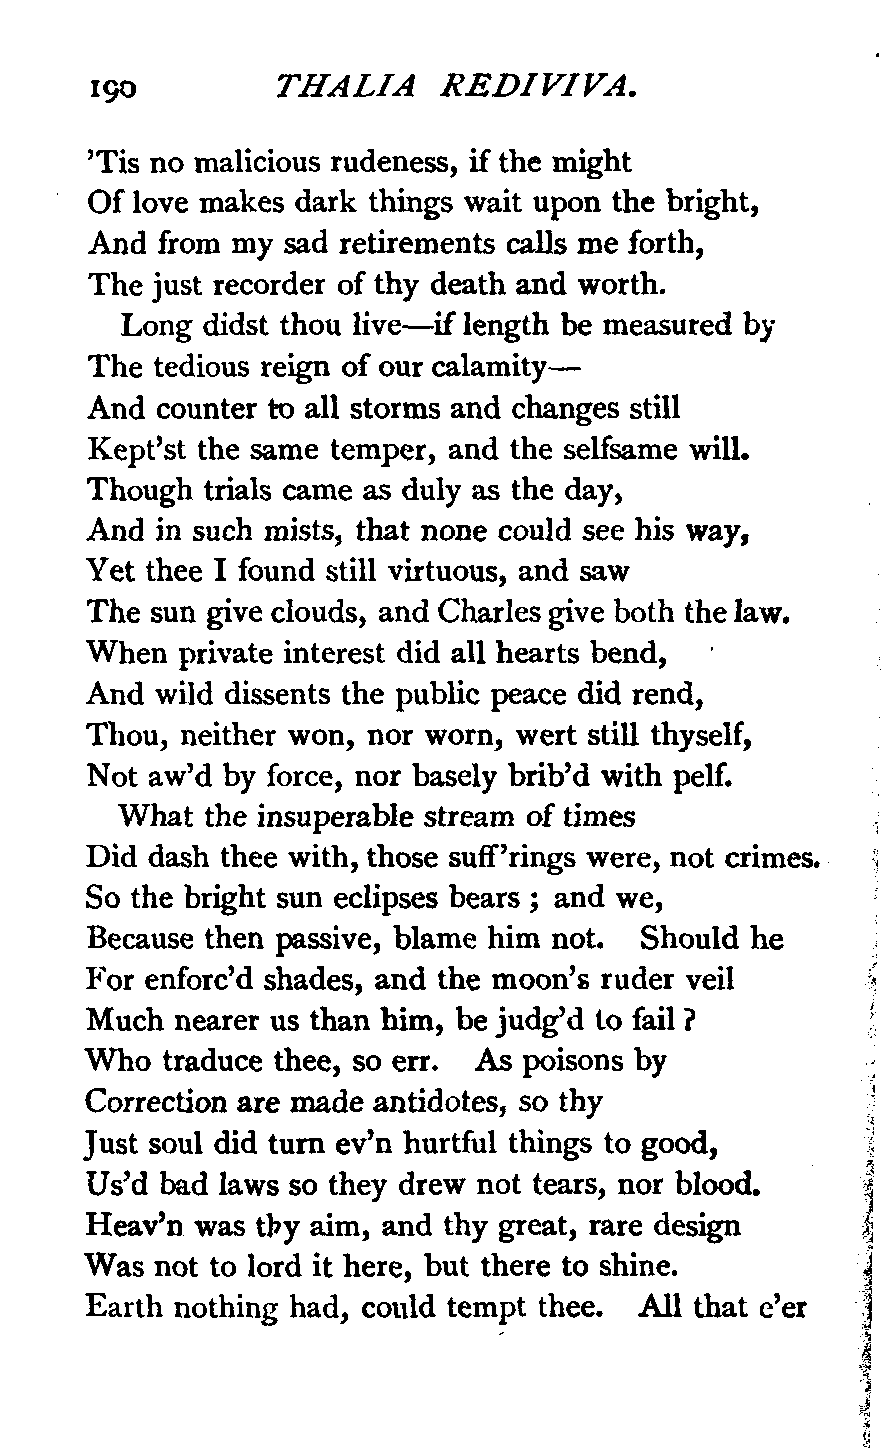 190 THALIA REDIVIVA.
’Tis no malicious rudeness, if the might
Of love makes dark things wait upon the bright,
And from my sad retirements calls me forth,
The just recorder of thy death and worth.
Long didst thou live—if length be measured by
The tedious reign of our calamity—
And counter to all storms and changes still
Kept’st the same temper, and the selfsame will.
Though trials came as duly as the day,
And in such mists, that none could see his way,
Yet thee I found still virtuous, and saw
The sun give clouds, and Charles give both the law.
When private interest did all hearts bend,
And wild dissents the public peace did rend,
Thou, neither won, nor worn, wert still thyself,
Not aw’d by force, nor basely brib’d with pelf.
What the insuperable stream of times
Did dash thee with, those suff’rings were, not crimes.
So the bright sun eclipses bears ; and we,
Because then passive, blame him not. Should he
For enforc’d shades, and the moon’s ruder veil
Much nearer us than him, be judg’d to fail ?
Who traduce thee, so err. As poisons by
Correction are made antidotes, so thy
Just soul did turn ev’n hurtful things to good,
Us’d bad laws so they drew not tears, nor blood.
Heav’n was thy aim, and thy great, rare design
Was not to lord it here, but there to shine.
Earth nothing had, could tempt thee. All that e’er